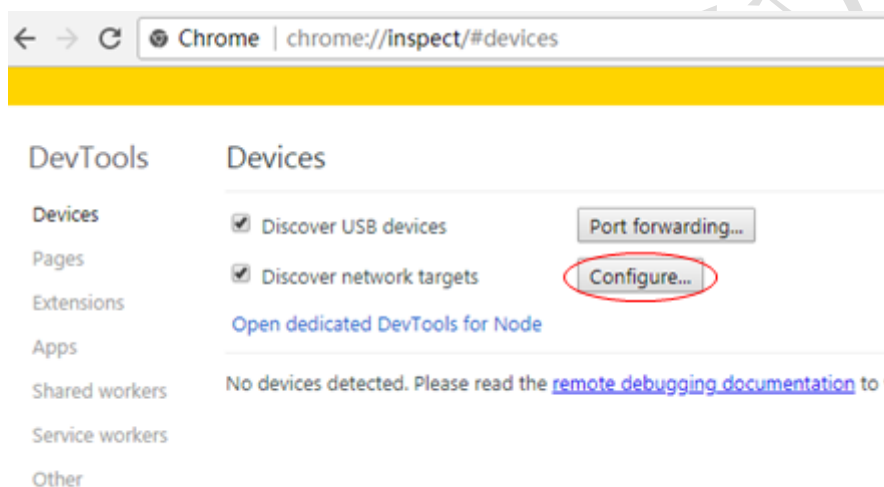 Chrome | chrome://inspect/#devices
DevTools
Devices
Devices
Pages
Extensions
Apps
Shared workers
Service workers
Other
Discover USB devices
Port forwarding...
Discover network targets
Configure...
Open dedicated DevTools for Node
No devices detected. Please read the remote debugging documentation to